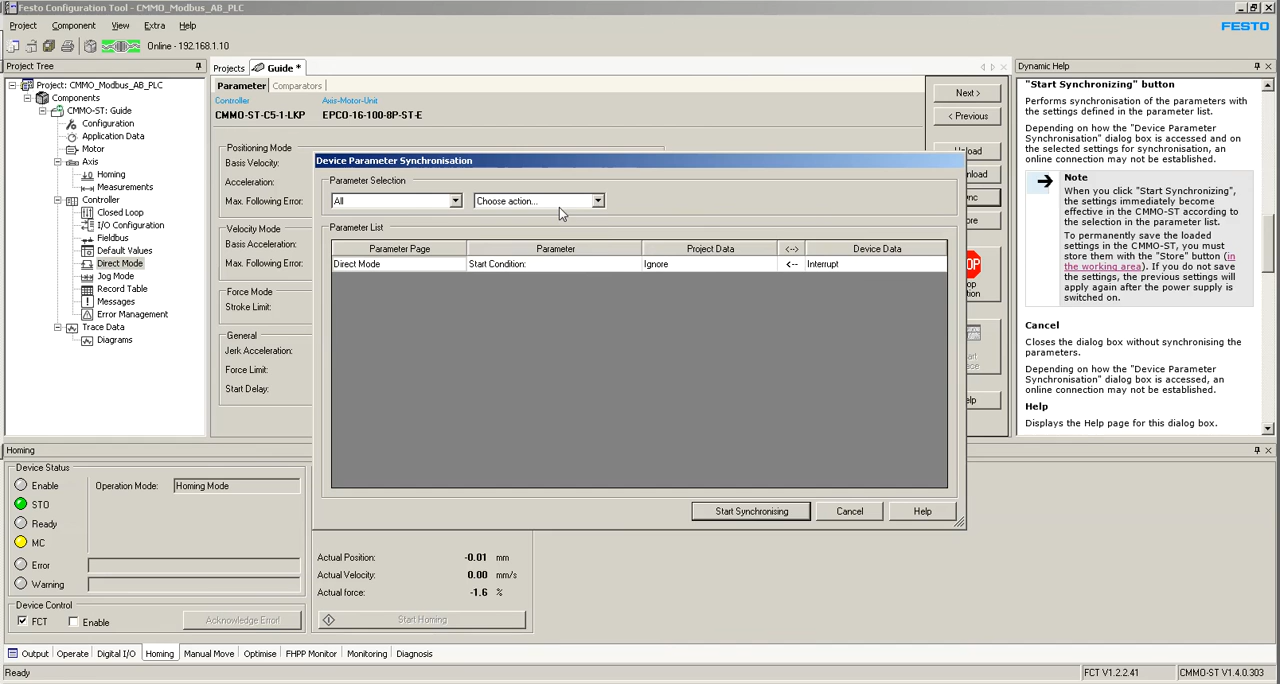 Festo Configuration Tool - CMMO_Modbus_AB_PLC
Project Component View Extra Help
FESTO
Online - 192.168.1.10
Project Tree
Project: CMMO_Modbus_AB_PLC
Components
CMMO-ST: Guide
Configuration
Application Data
Motor
Axis
Homing
Measurements
Controller
Closed Loop
I/O Configuration
Fieldbus
Default Values
Direct Mode
Jog Mode
Record Table
Messages
Error Management
Trace Data
Diagrams
Projects Guide *
Parameter Comparators
Controller Axis-Motor-Unit
CMMO-ST-C5-1-LKP EPCO-16-100-8P-ST-E
Positioning Mode
Basis Velocity:
Acceleration:
Max. Following Error:
Velocity Mode
Basis Acceleration:
Max. Following Error:
Force Mode
Stroke Limit:
General
Jerk Acceleration:
Force Limit:
Start Delay:
Next >
< Previous
Device Parameter Synchronisation
Parameter Selection
All Choose action...
Parameter List
Parameter Page Parameter Project Data <--> Device Data
Direct Mode Start Condition: Ignore <-- Interrupt
Start Synchronising Cancel Help
Dynamic Help
"Start Synchronizing" button
Performs synchronisation of the parameters with
the settings defined in the parameter list.
Depending on how the "Device Parameter
Synchronisation" dialog box is accessed and on
the selected settings for synchronisation, an
online connection may not be established.
Note
When you click "Start Synchronizing",
the settings immediately become
effective in the CMMO-ST according to
the selection in the parameter list.
To permanently save the loaded
settings in the CMMO-ST, you must
store them with the "Store" button (in
the working area). If you do not save
the settings, the previous settings will
apply again after the power supply is
switched on.
Cancel
Closes the dialog box without synchronising the
parameters.
Depending on how the "Device Parameter
Synchronisation" dialog box is accessed, an
online connection may not be established.
Help
Displays the Help page for this dialog box.
Homing
Device Status
Enable
STO
Ready
MC
Error
Warning
Operation Mode: Homing Mode
Device Control
FCT Enable Acknowledge Error!
Actual Position: -0.01 mm
Actual Velocity: 0.00 mm/s
Actual force: -1.6 %
Start Homing
Output Operate Digital I/O Homing Manual Move Optimise FHPP Monitor Monitoring Diagnosis
Ready FCT V1.2.2.41 CMMO-ST V1.4.0.303